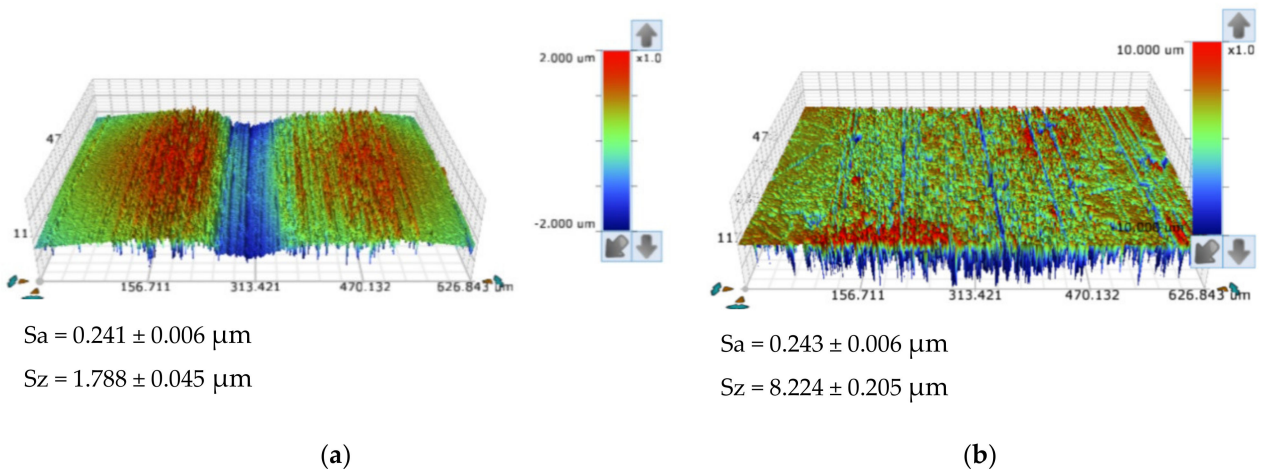 2.000 um
x1.0
47
11
-2.000 um
156.711
313.421
470.132
626.843 um
Sa = 0.241 ± 0.006 µm
Sz = 1.788 ± 0.045 µm
(a)
10.000 um
x1.0
47
11
-10.000 um
156.711
313.421
470.132
626.843 um
Sa = 0.243 ± 0.006 µm
Sz = 8.224 ± 0.205 µm
(b)